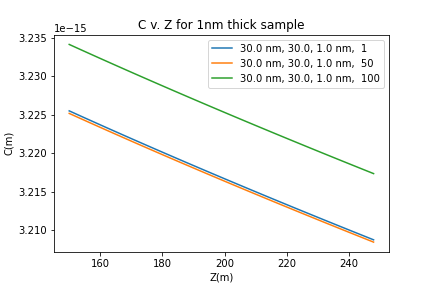 C v. Z for 1nm thick sample
1e−15
3.235
3.230
3.225
3.220
3.215
3.210
C(m)
30.0 nm, 30.0, 1.0 nm,  1
30.0 nm, 30.0, 1.0 nm,  50
30.0 nm, 30.0, 1.0 nm,  100
160 180 200 220 240
Z(m)